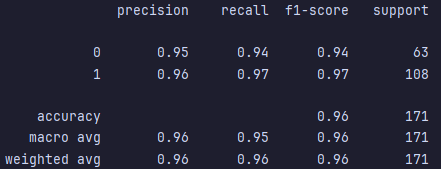 precision recall f1-score support
0 0.95 0.94 0.94 63
1 0.96 0.97 0.97 108
accuracy 0.96 171
macro avg 0.96 0.95 0.96 171
weighted avg 0.96 0.96 0.96 171